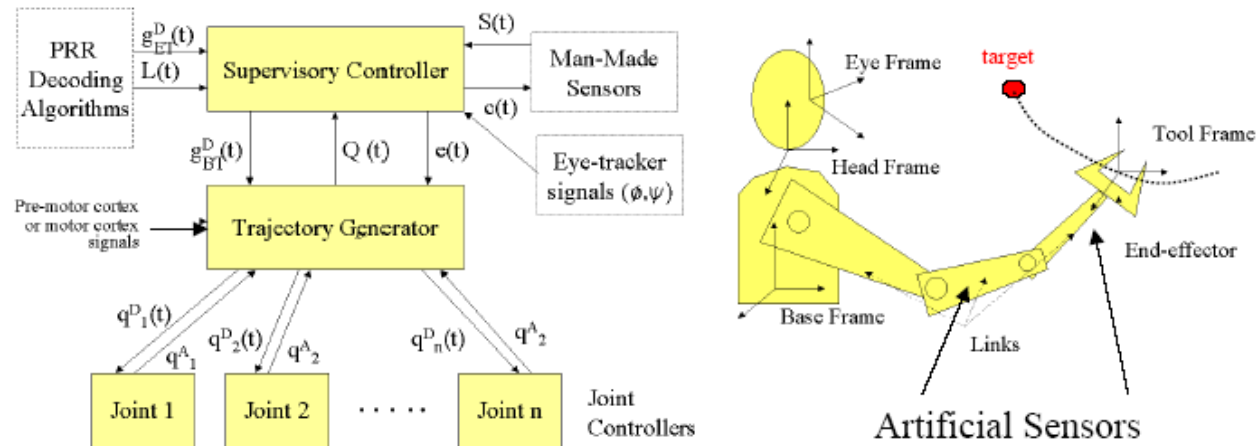 PRR
Decoding
Algorithms
g^D_ET(t)
L(t)
Supervisory Controller
S(t)
c(t)
Man-Made
Sensors
Eye-tracker
signals (ø,ψ)
g^D_BT(t)
Q (t)
e(t)
Pre-motor cortex
or motor cortex
signals
Trajectory Generator
q^D_1(t)
q^A_1
q^D_2(t)
q^A_2
q^D_n(t)
q^A_2
Joint 1
Joint 2
. . . . .
Joint n
Joint
Controllers
Eye Frame
target
Tool Frame
Head Frame
End-effector
Base Frame
Links
Artificial Sensors